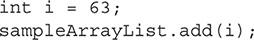 int i = 63;
sampleArrayList.add(i);